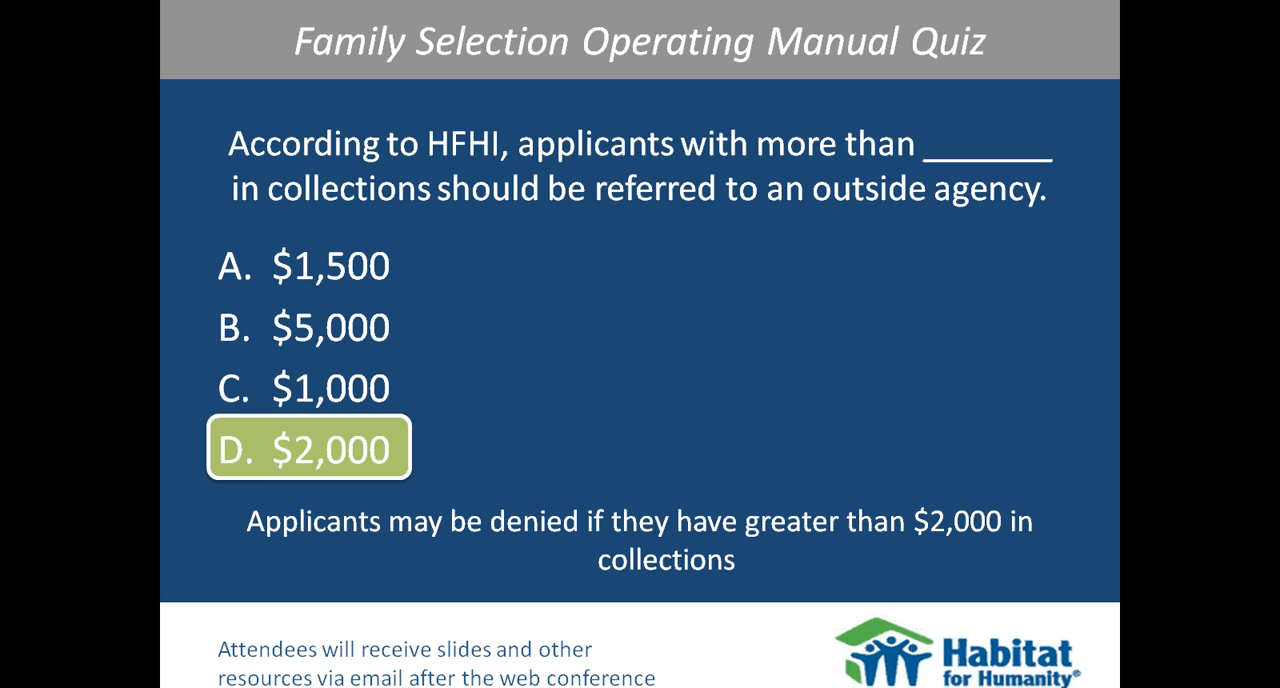 Family Selection Operating Manual Quiz
According to HFHI, applicants with more than _______
in collections should be referred to an outside agency.
A. $1,500
B. $5,000
C. $1,000
D. $2,000
Applicants may be denied if they have greater than $2,000 in
collections
Attendees will receive slides and other
resources via email after the web conference
Habitat
for Humanity®